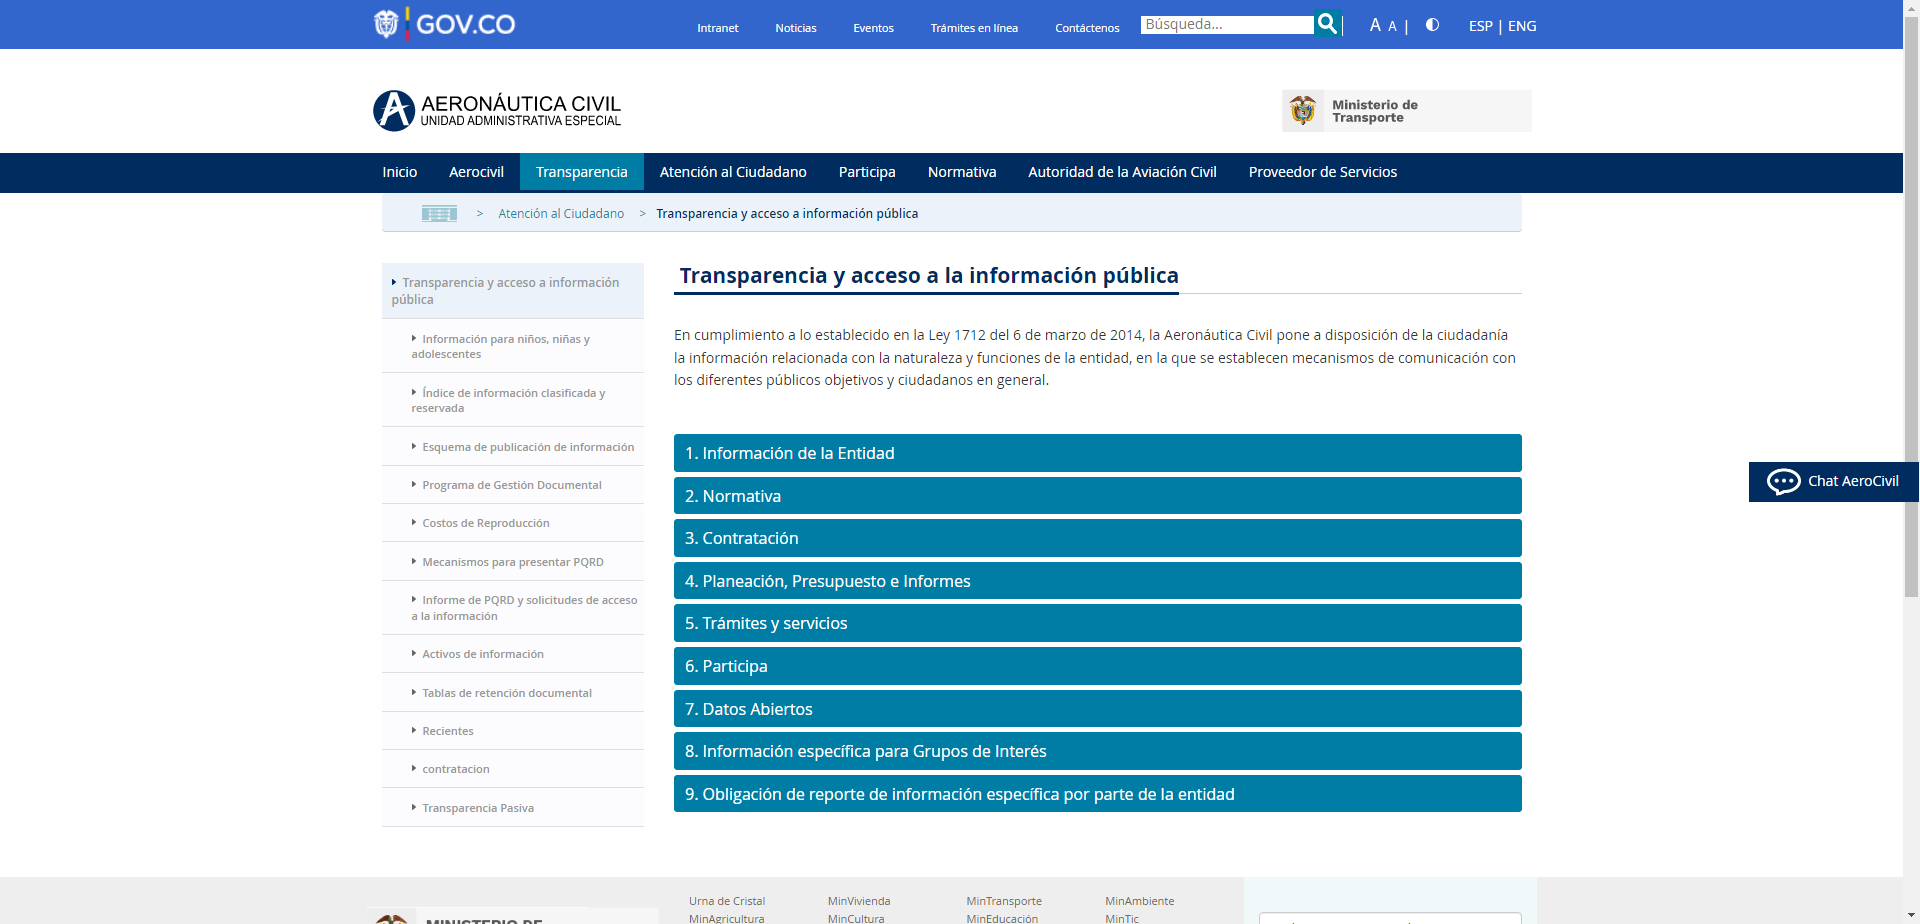 GOV.CO
Intranet
Noticias
Eventos
Trámites en línea
Contáctenos
Búsqueda...
A A |
ESP | ENG
AERONÁUTICA CIVIL
UNIDAD ADMINISTRATIVA ESPECIAL
Ministerio de
Transporte
Inicio
Aerocivil
Transparencia
Atención al Ciudadano
Participa
Normativa
Autoridad de la Aviación Civil
Proveedor de Servicios
> Atención al Ciudadano > Transparencia y acceso a información pública
Transparencia y acceso a información
pública
Información para niños, niñas y
adolescentes
Índice de información clasificada y
reservada
Esquema de publicación de información
Programa de Gestión Documental
Costos de Reproducción
Mecanismos para presentar PQRD
Informe de PQRD y solicitudes de acceso
a la información
Activos de información
Tablas de retención documental
Recientes
contratacion
Transparencia Pasiva
Transparencia y acceso a la información pública
En cumplimiento a lo establecido en la Ley 1712 del 6 de marzo de 2014, la Aeronáutica Civil pone a disposición de la ciudadanía
la información relacionada con la naturaleza y funciones de la entidad, en la que se establecen mecanismos de comunicación con
los diferentes públicos objetivos y ciudadanos en general.
1. Información de la Entidad
2. Normativa
3. Contratación
4. Planeación, Presupuesto e Informes
5. Trámites y servicios
6. Participa
7. Datos Abiertos
8. Información específica para Grupos de Interés
9. Obligación de reporte de información específica por parte de la entidad
Chat AeroCivil
MINISTERIO DE
Urna de Cristal
MinAgricultura
MinVivienda
MinCultura
MinTransporte
MinEducación
MinAmbiente
MinTic